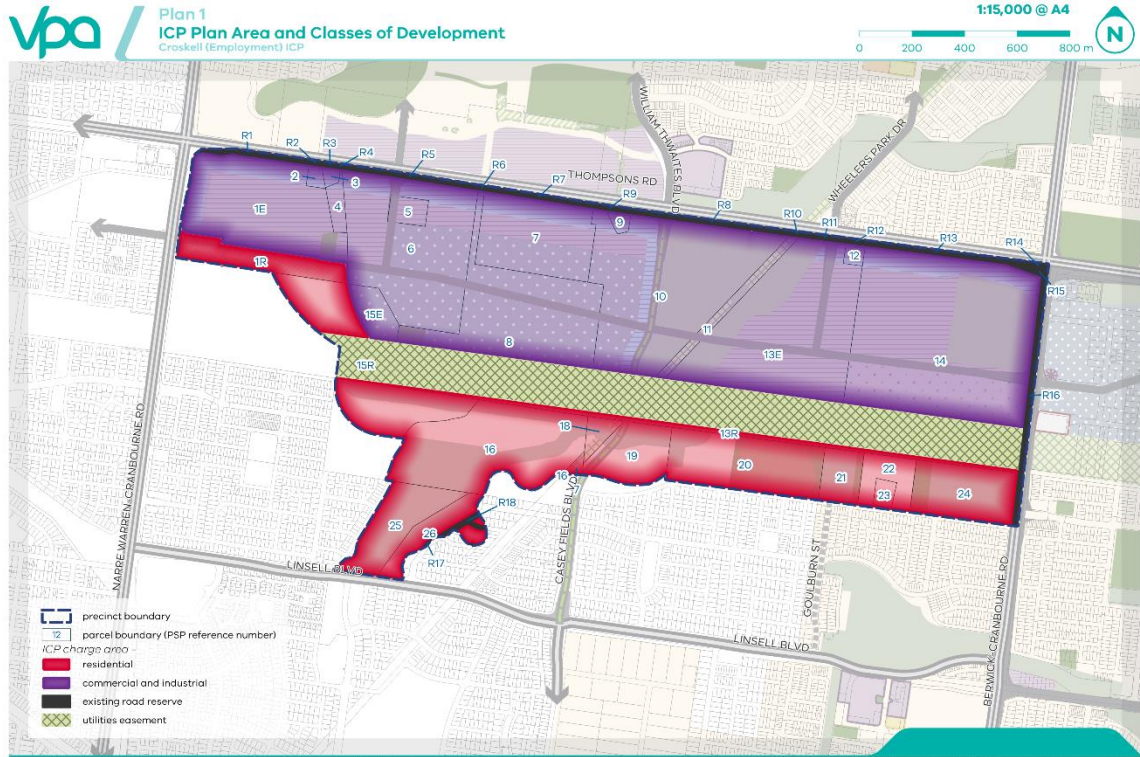 vpa
Plan 1
ICP Plan Area and Classes of Development
Croskell (Employment) ICP
1:15,000 @ A4
0 200 400 600 800 m
N
R1
R2
R3
R4
R5
R6
R7
THOMPSONS RD
R9
R8
R10
R11
R12
R13
R14
R15
R16
WILLIAM THWAITES BLVD
WHEELERS PARK DR
2
3
1E
4
5
6
7
9
12
1R
15E
8
10
11
13E
14
15R
18
13R
16
19
20
21
22
23
24
16
7
25
26
R18
R17
NARRE WARREN-CRANBOURNE RD
CASEY FIELDS BLVD
GOULBURN ST
BERWICK-CRANBOURNE RD
LINSELL BLVD
LINSELL BLVD
precinct boundary
12 parcel boundary (PSP reference number)
ICP charge area
residential
commercial and industrial
existing road reserve
utilities easement